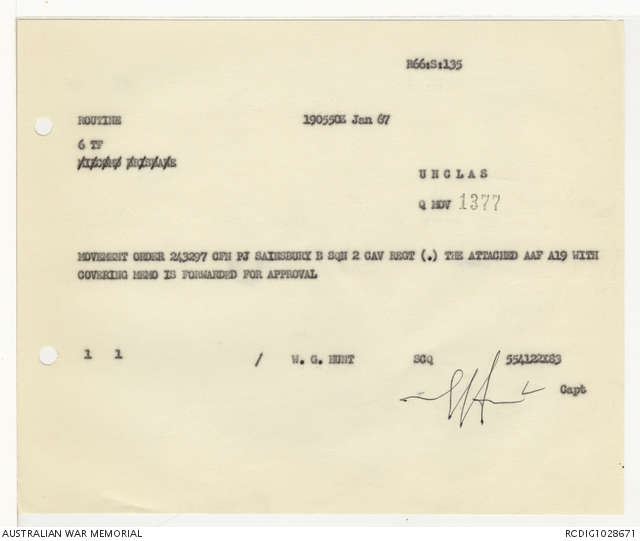 R66:S:135
ROUTINE 190550Z Jan 67
6 TF
UNCLAS
Q MOV 1377
MOVEMENT ORDER 243297 CFN PJ SAINSBURY B SQN 2 CAV REGT (.) THE ATTACHED AAF A19 WITH
COVERING MEMO IS FORWARDED FOR APPROVAL
1 1 / W. G. HUNT SCQ 554122X83
Capt
AUSTRALIAN WAR MEMORIAL RCDIG1028671